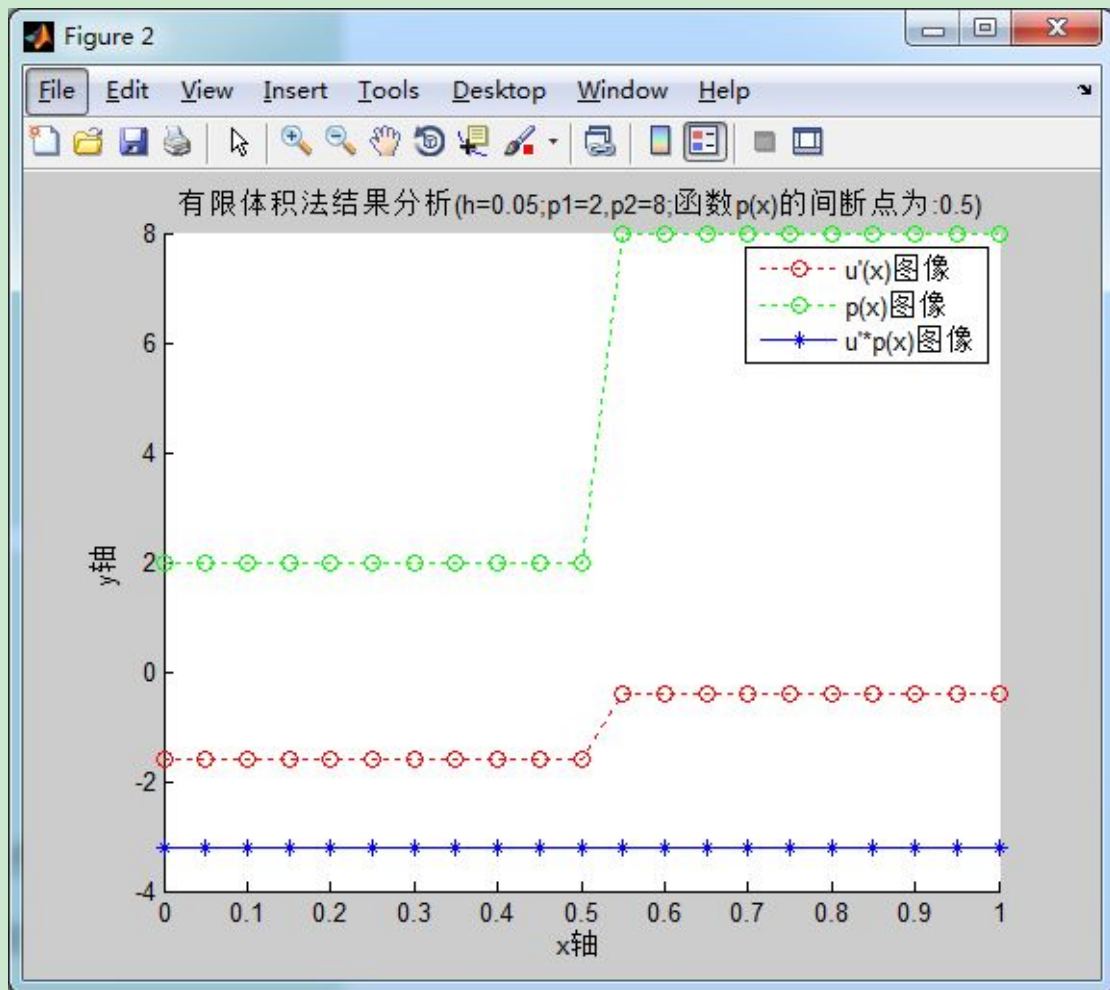 Figure 2
File Edit View Insert Tools Desktop Window Help
有限体积法结果分析(h=0.05;p1=2,p2=8;函数p(x)的间断点为:0.5)
8
6
4
2
0
-2
-4
y轴
u'(x)图像
p(x)图像
u'*p(x)图像
0 0.1 0.2 0.3 0.4 0.5 0.6 0.7 0.8 0.9 1
x轴